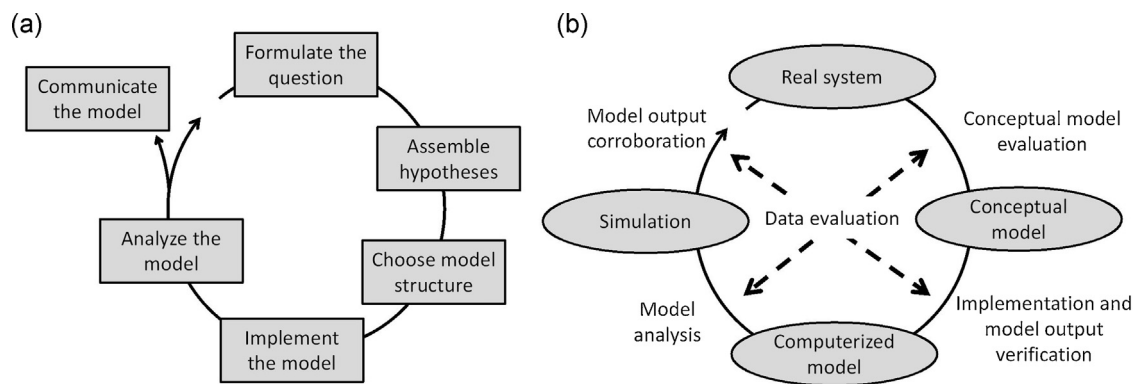 (a)
Formulate the
question
Communicate
the model
Assemble
hypotheses
Analyze the
model
Choose model
structure
Implement
the model
(b)
Real system
Model output
corroboration
Conceptual model
evaluation
Simulation
Data evaluation
Conceptual
model
Model
analysis
Implementation and
model output
verification
Computerized
model